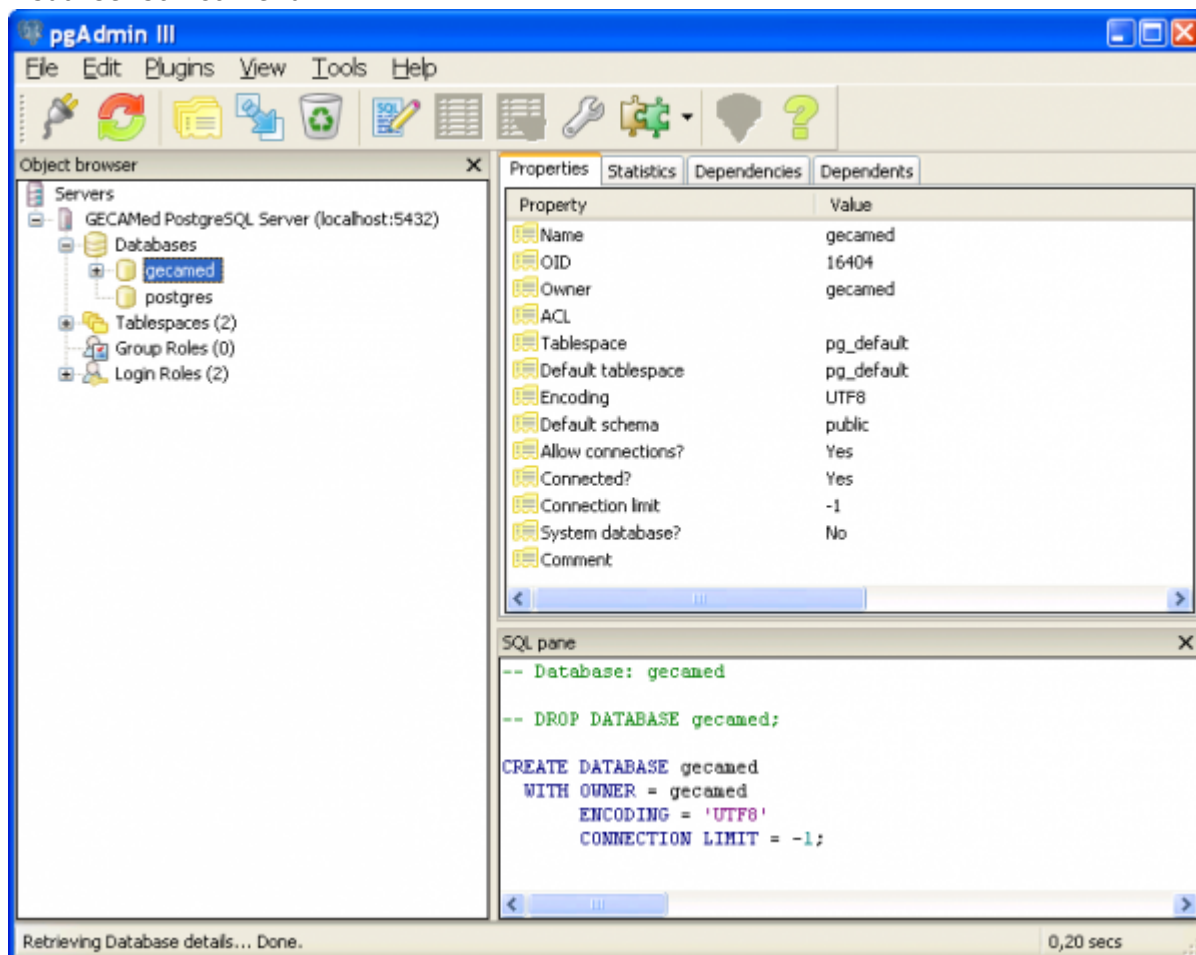 pgAdmin III
File Edit Plugins View Tools Help
SQL
Object browser
Servers
GECAMed PostgreSQL Server (localhost:5432)
Databases
gecamed
postgres
Tablespaces (2)
Group Roles (0)
Login Roles (2)
Properties Statistics Dependencies Dependents
Property Value
Name gecamed
OID 16404
Owner gecamed
ACL
Tablespace pg_default
Default tablespace pg_default
Encoding UTF8
Default schema public
Allow connections? Yes
Connected? Yes
Connection limit -1
System database? No
Comment
SQL pane
-- Database: gecamed
-- DROP DATABASE gecamed;
CREATE DATABASE gecamed
WITH OWNER = gecamed
ENCODING = 'UTF8'
CONNECTION LIMIT = -1;
Retrieving Database details... Done. 0,20 secs